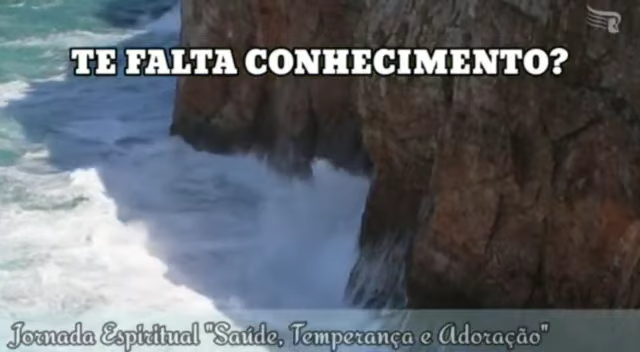 TE FALTA CONHECIMENTO?
Jornada Espiritual "Saúde, Temperança e Adoração"